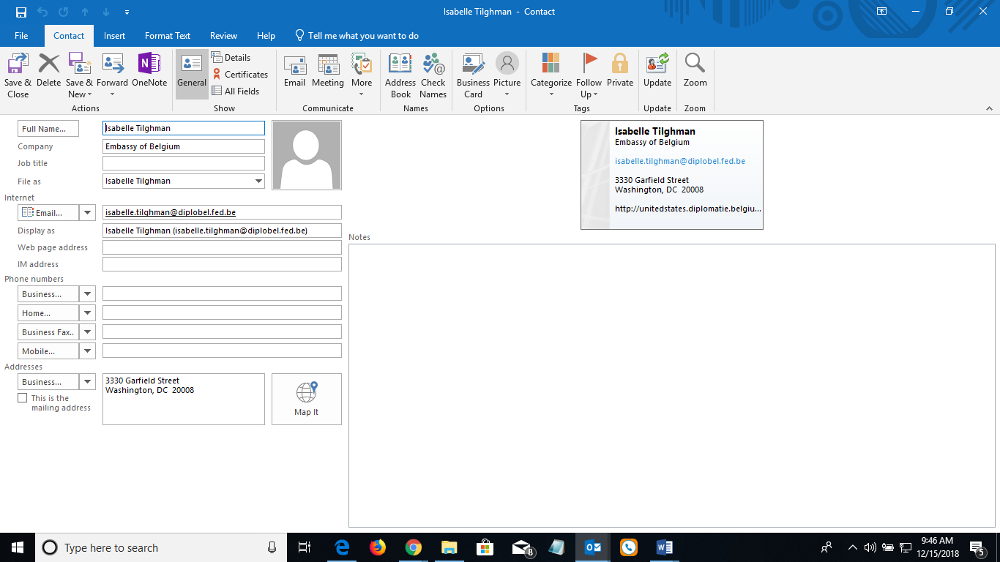 Isabelle Tilghman - Contact
File Contact Insert Format Text Review Help Tell me what you want to do
Save & Close
Delete
Save & New
Forward
OneNote
Actions
General
Details
Certificates
All Fields
Show
Email
Meeting
More
Communicate
Address Book
Check Names
Names
Business Card
Picture
Options
Categorize
Follow Up
Private
Tags
Update
Update
Zoom
Zoom
Full Name... Isabelle Tilghman
Company Embassy of Belgium
Job title
File as Isabelle Tilghman
Internet
Email... isabelle.tilghman@diplobel.fed.be
Display as Isabelle Tilghman (isabelle.tilghman@diplobel.fed.be)
Web page address
IM address
Phone numbers
Business...
Home...
Business Fax..
Mobile...
Addresses
Business... 3330 Garfield Street
Washington, DC 20008
This is the
mailing address
Map It
Isabelle Tilghman
Embassy of Belgium
isabelle.tilghman@diplobel.fed.be
3330 Garfield Street
Washington, DC 20008
http://unitedstates.diplomatie.belgiu...
Notes
Type here to search
8
9:46 AM
12/15/2018
5